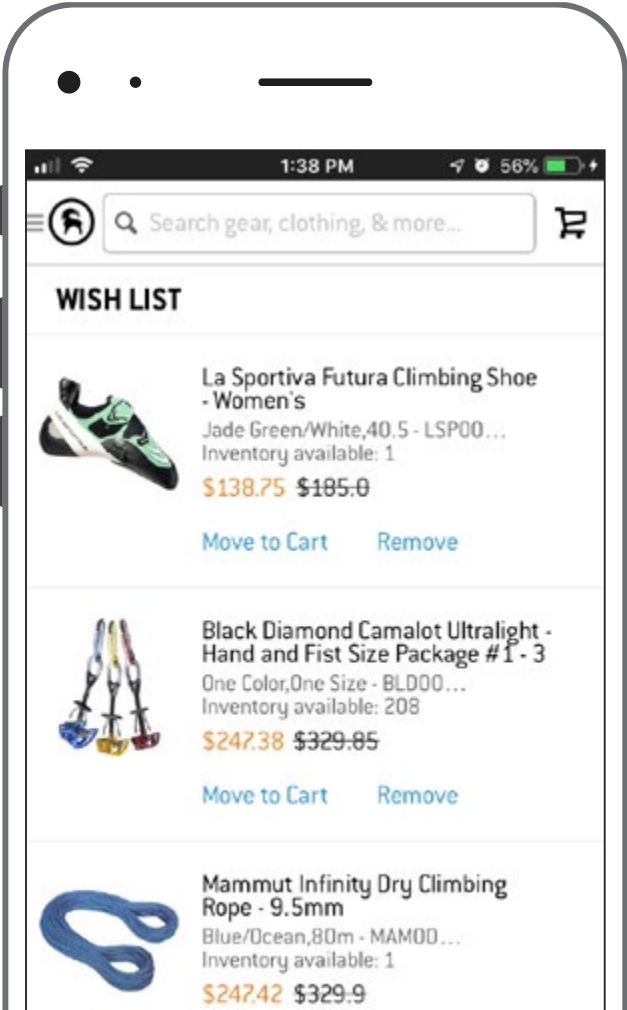 1:38 PM 56%
Search gear, clothing, & more...
WISH LIST
La Sportiva Futura Climbing Shoe
- Women's
Jade Green/White,40.5 - LSP00...
Inventory available: 1
$138.75 $185.0
Move to Cart Remove
Black Diamond Camalot Ultralight -
Hand and Fist Size Package #1 - 3
One Color,One Size - BLD00...
Inventory available: 208
$247.38 $329.85
Move to Cart Remove
Mammut Infinity Dry Climbing
Rope - 9.5mm
Blue/Ocean,80m - MAM00...
Inventory available: 1
$247.42 $329.9